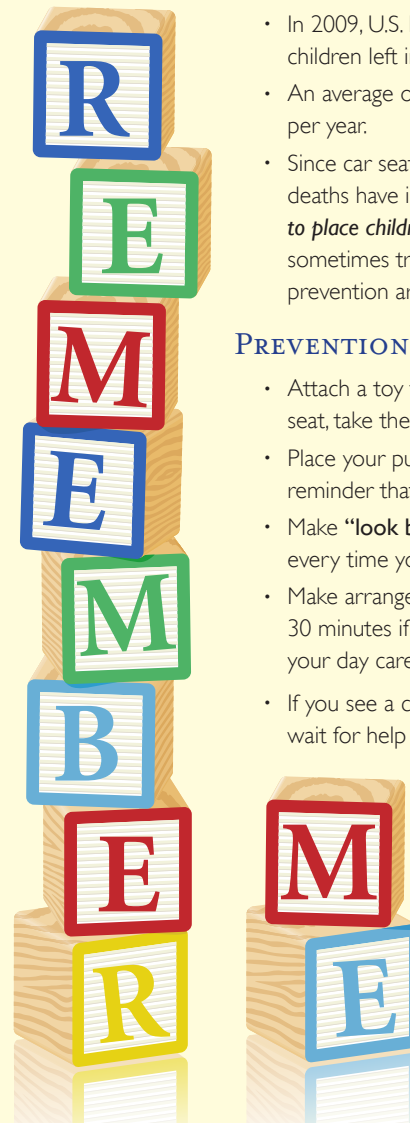 R
E
M
E
M
B
E
R
• In 2009, U.S.
children left i
• An average o
per year.
• Since car seat
deaths have i
to place childr
sometimes tr
prevention ar
PREVENTION
• Attach a toy
seat, take the
• Place your pu
reminder that
• Make “look b
every time yo
• Make arrange
30 minutes if
your day care
• If you see a c
wait for help
M
E